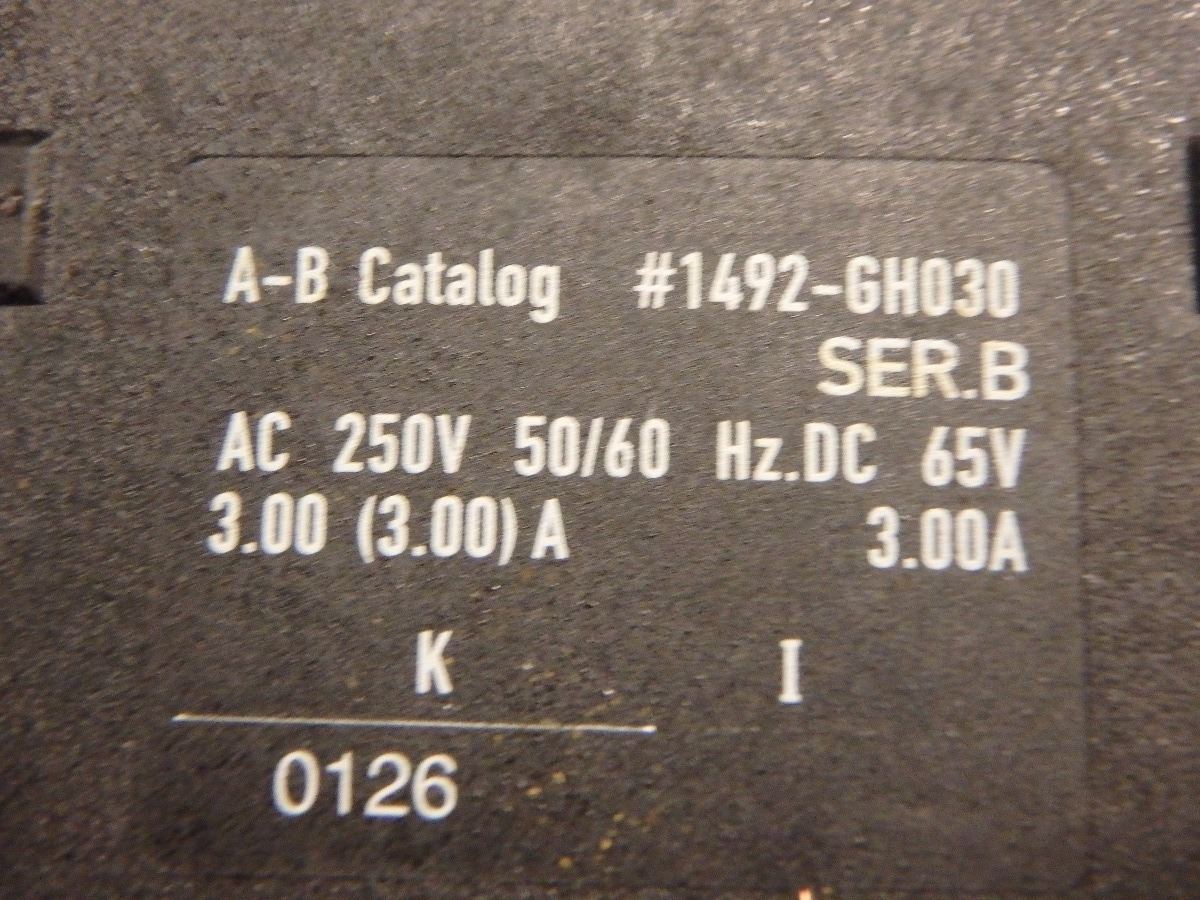 A-B Catalog #1492-GH030
SER.B
AC 250V 50/60 Hz.DC 65V
3.00 (3.00) A 3.00A
K I
0126